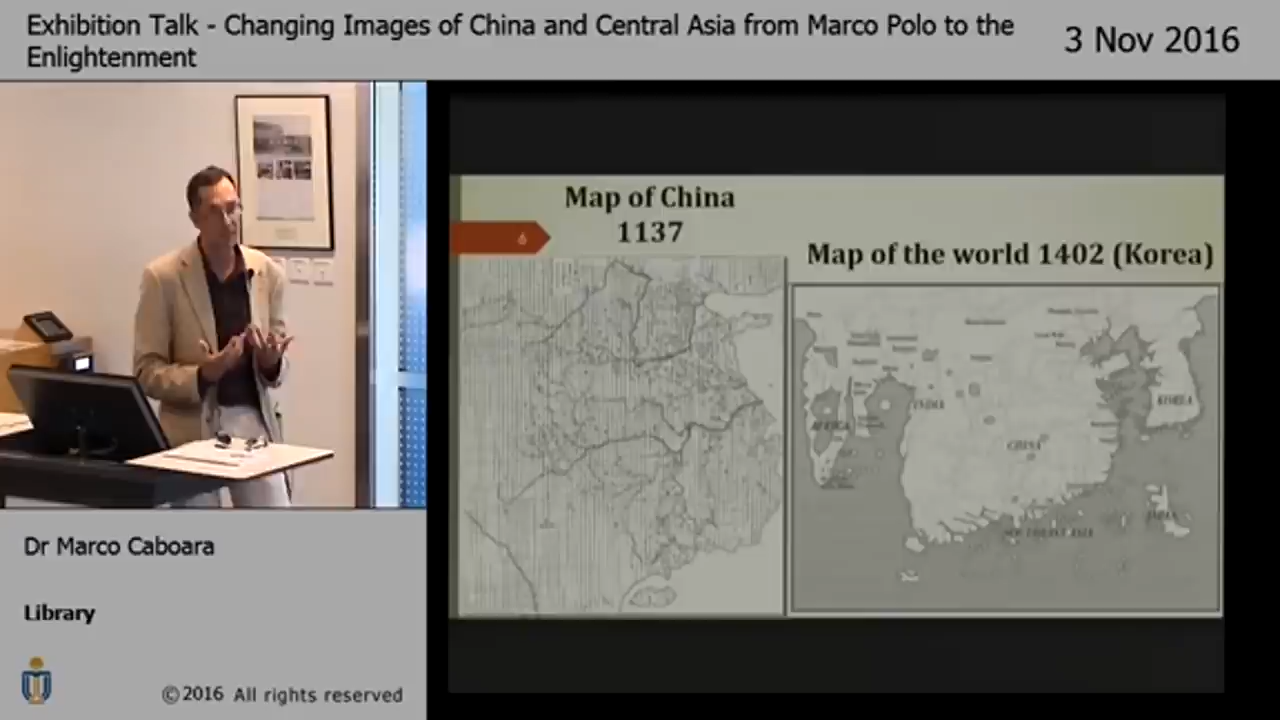 Exhibition Talk - Changing Images of China and Central Asia from Marco Polo to the
Enlightenment
3 Nov 2016
Map of China
1137
6
Map of the world 1402 (Korea)
INDIA
AFRICA
CHINA
KOREA
Dr Marco Caboara
Library
©2016 All rights reserved